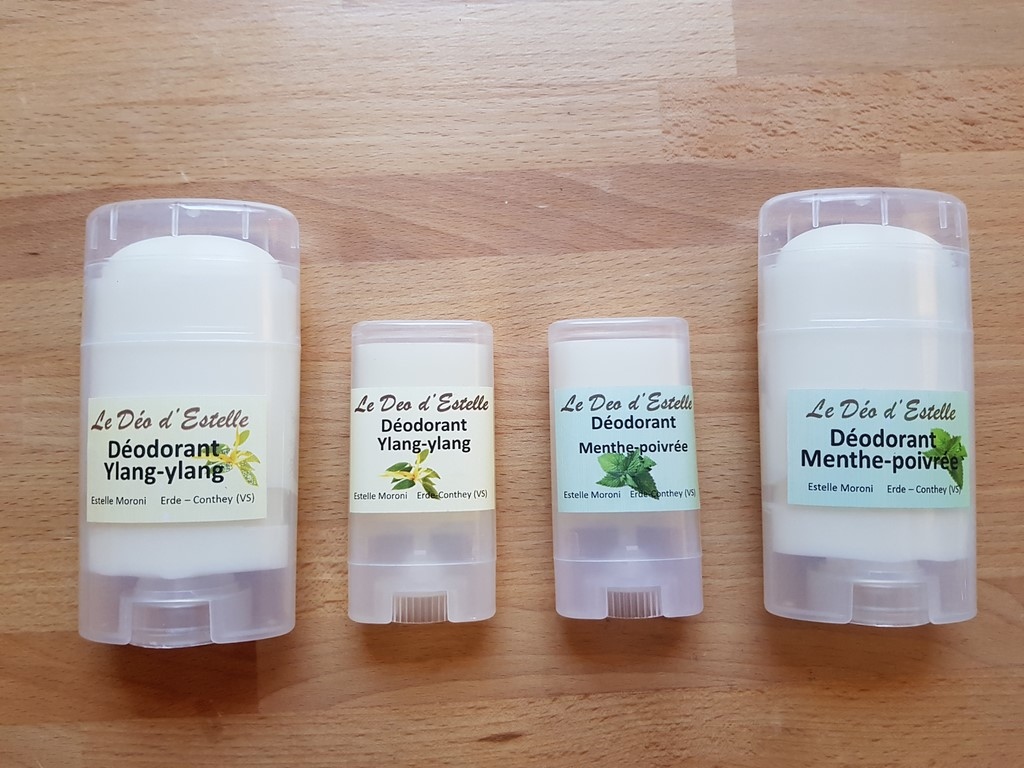 Le Déo d'Estelle
Déodorant
Ylang-ylang
Estelle Moroni Erde – Conthey (VS)
Le Deo d'Estelle
Déodorant
Ylang-ylang
Estelle Moroni Erde-Conthey (VS)
Le Deo d'Estelle
Déodorant
Menthe-poivrée
Estelle Moroni Erde-Conthey (VS)
Le Déo d'Estelle
Déodorant
Menthe-poivrée
Estelle Moroni Erde – Conthey (VS)